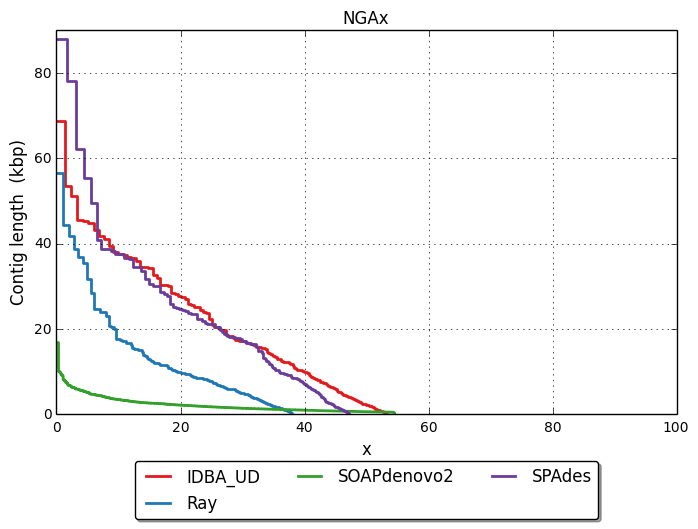 NGAx
Contig length (kbp)
80
60
40
20
0
0 20 40 60 80 100
x
IDBA_UD SOAPdenovo2 SPAdes
Ray